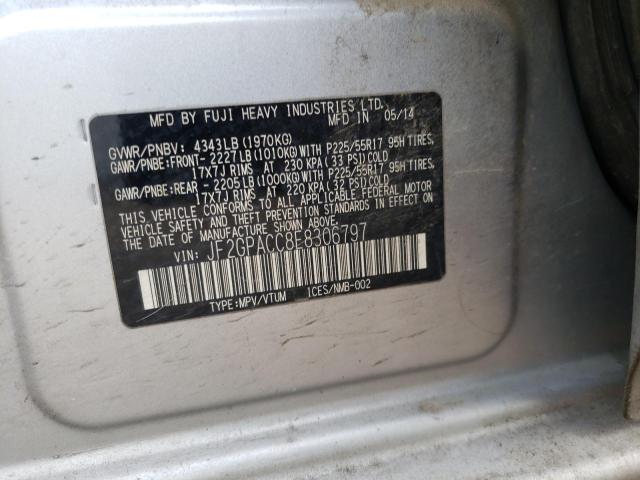 MFD BY FUJI HEAVY INDUSTRIES LTD.
MFD IN 05/14
GVWR/PNBV: 4343LB(1970KG)
GAWR/PNBE:FRONT- 2227LB(1010KG)WITH P225/55R17 95H TIRES
17X7J RIMS AT 230 KPA(33 PSI)COLD
GAWR/PNBE:REAR - 2205LB(1000KG)WITH P225/55R17 95H TIRES
17X7J RIMS AT 220 KPA(32 PSI)COLD
THIS VEHICLE CONFORMS TO ALL APPLICABLE FEDERAL MOTOR
VEHICLE SAFETY AND THEFT PREVENTION STANDARDS IN EFFECT ON
THE DATE OF MANUFACTURE SHOWN ABOVE.
VIN: JF2GPACC8E8306797
TYPE:MPV/VTUM ICES/NMB-002